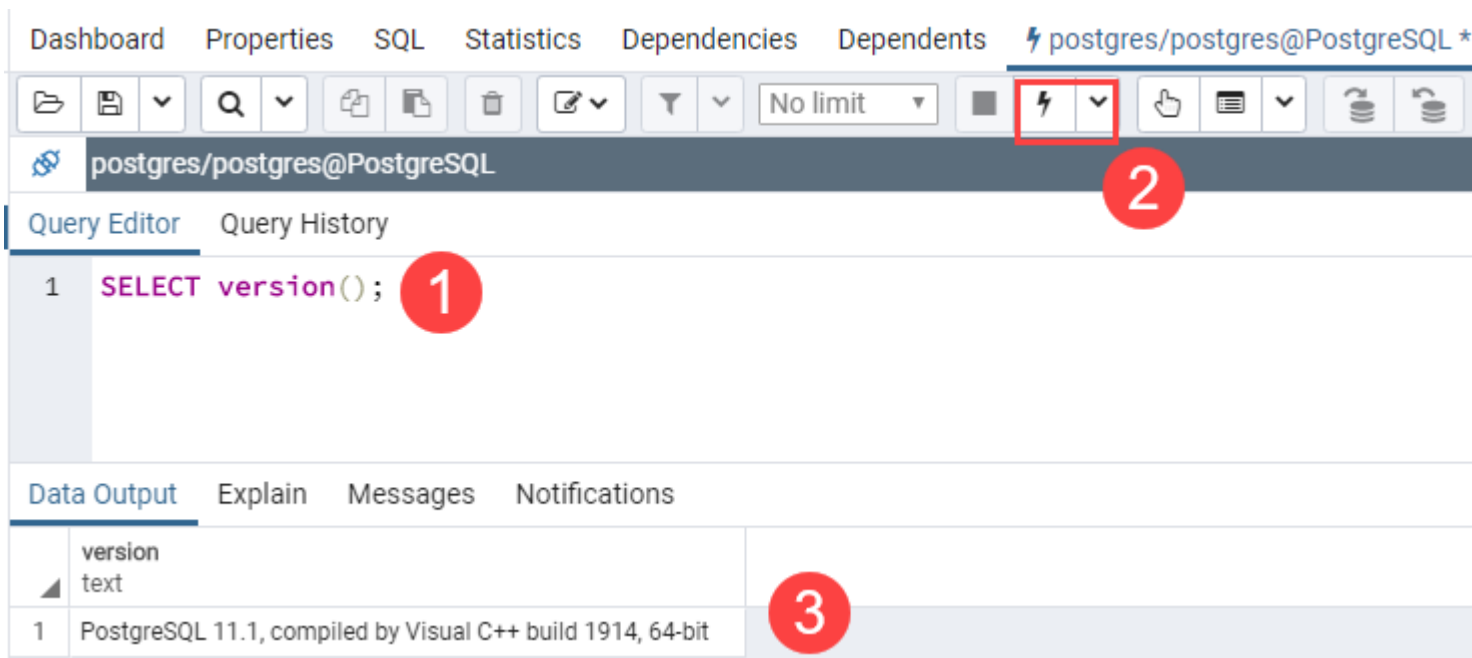 Dashboard Properties SQL Statistics Dependencies Dependents postgres/postgres@PostgreSQL *
No limit
2
postgres/postgres@PostgreSQL
Query Editor Query History
1 SELECT version(); 1
Data Output Explain Messages Notifications
version
text
3
1 PostgreSQL 11.1, compiled by Visual C++ build 1914, 64-bit